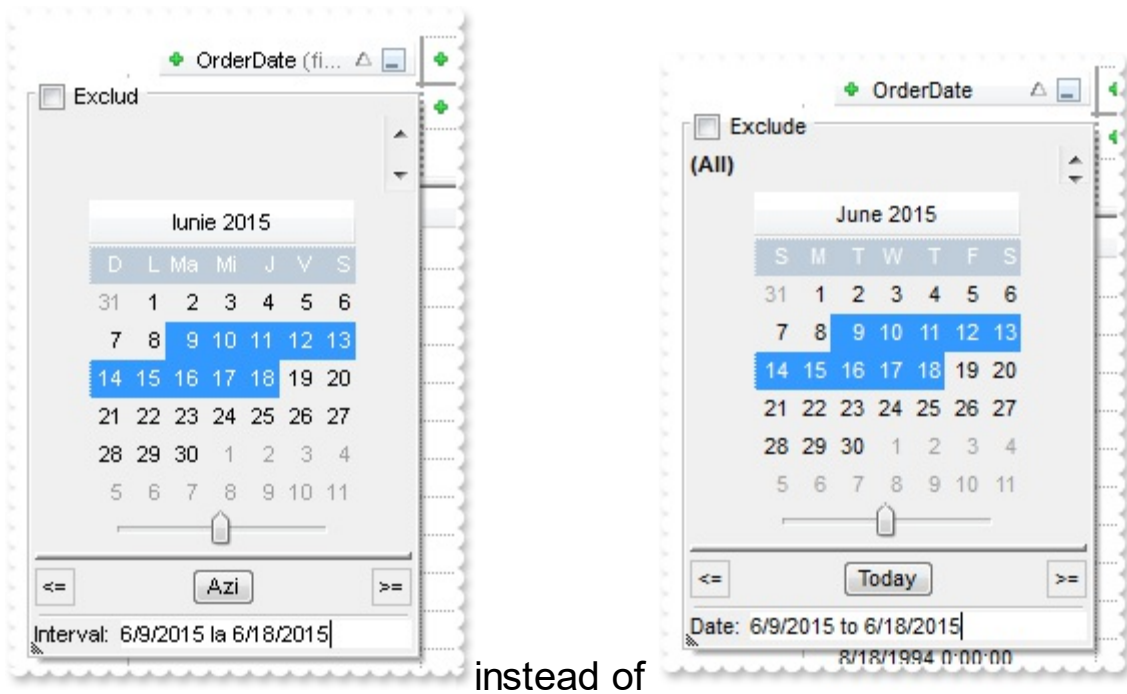 OrderDate (fi...
Exclud
Iunie 2015
D L Ma Mi J V S
31 1 2 3 4 5 6
7 8 9 10 11 12 13
14 15 16 17 18 19 20
21 22 23 24 25 26 27
28 29 30 1 2 3 4
5 6 7 8 9 10 11
<= Azi >=
Interval: 6/9/2015 la 6/18/2015
instead of
OrderDate
Exclude
(All)
June 2015
S M T W T F S
31 1 2 3 4 5 6
7 8 9 10 11 12 13
14 15 16 17 18 19 20
21 22 23 24 25 26 27
28 29 30 1 2 3 4
5 6 7 8 9 10 11
<= Today >=
Date: 6/9/2015 to 6/18/2015
8/18/1994 0:00:00